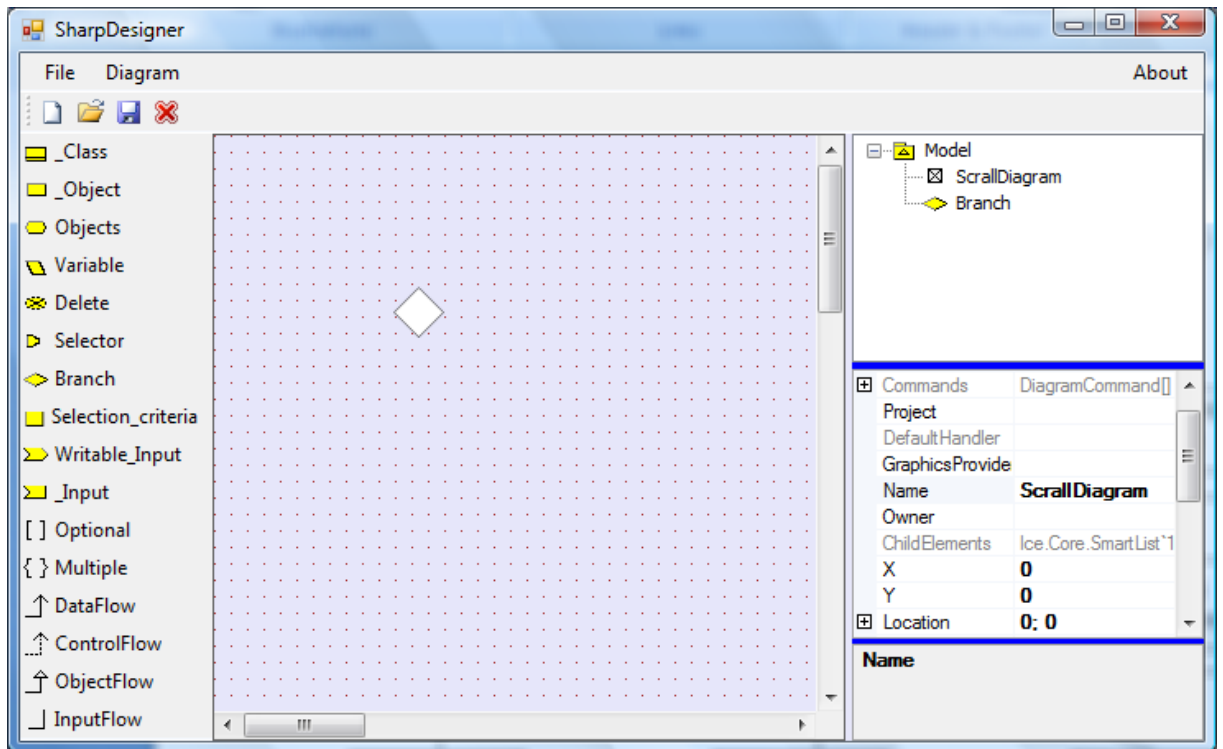 SharpDesigner
File Diagram About
_Class
_Object
Objects
Variable
Delete
Selector
Branch
Selection_criteria
Writable_Input
_Input
[ ] Optional
{ } Multiple
DataFlow
ControlFlow
ObjectFlow
InputFlow
Model
ScrallDiagram
Branch
Commands DiagramCommand[]
Project
DefaultHandler
GraphicsProvide
Name ScrallDiagram
Owner
ChildElements Ice.Core.SmartList`1
X 0
Y 0
Location 0; 0
Name